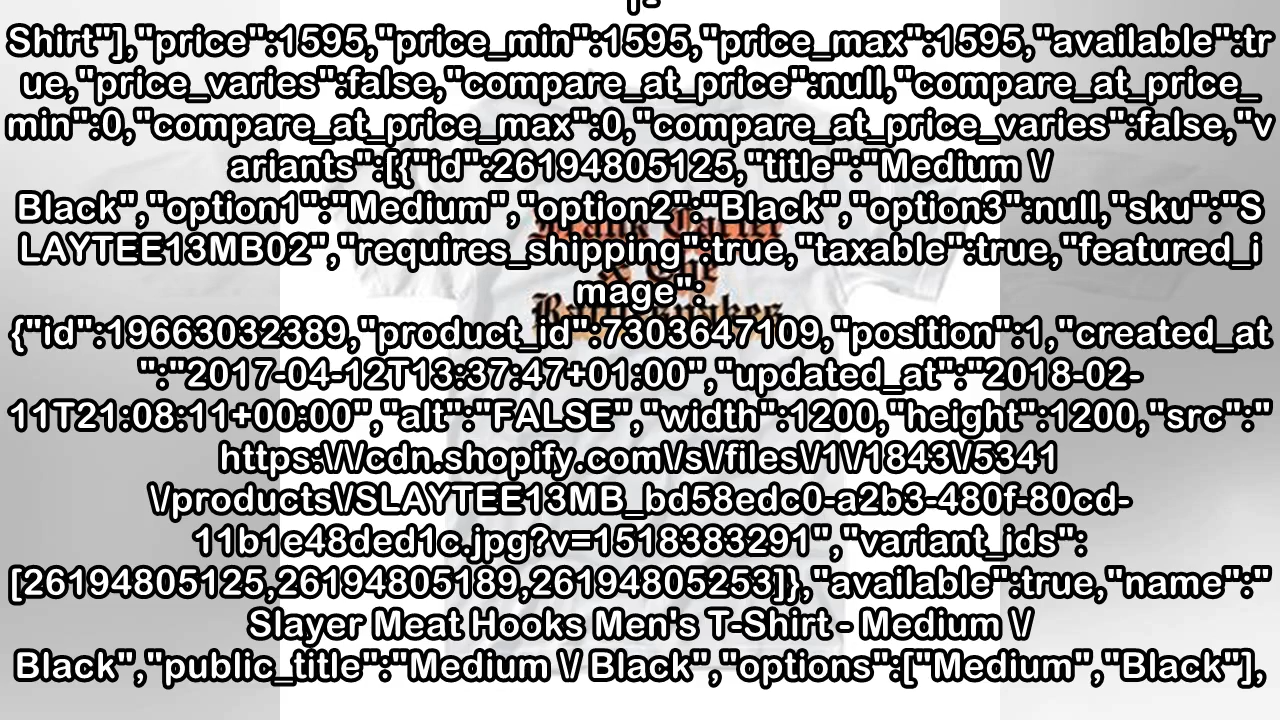 Shirt"],"price":1595,"price_min":1595,"price_max":1595,"available":tr
ue,"price_varies":false,"compare_at_price":null,"compare_at_price_
min":0,"compare_at_price_max":0,"compare_at_price_varies":false,"v
ariants":[{"id":26194805125,"title":"Medium \/
Black","option1":"Medium","option2":"Black","option3":null,"sku":"S
LAYTEE13MB02","requires_shipping":true,"taxable":true,"featured_i
mage":
{"id":19663032389,"product_id":7303647109,"position":1,"created_at
":"2017-04-12T13:37:47+01:00","updated_at":"2018-02-
11T21:08:11+00:00","alt":"FALSE","width":1200,"height":1200,"src":"
https:\/\/cdn.shopify.com\/s\/files\/1\/1843\/5341
\/products\/SLAYTEE13MB_bd58edc0-a2b3-480f-80cd-
11b1e48ded1c.jpg?v=1518383291","variant_ids":
[26194805125,26194805189,26194805253]},"available":true,"name":"
Slayer Meat Hooks Men's T-Shirt - Medium \/
Black","public_title":"Medium \/ Black","options":["Medium","Black"],
& The